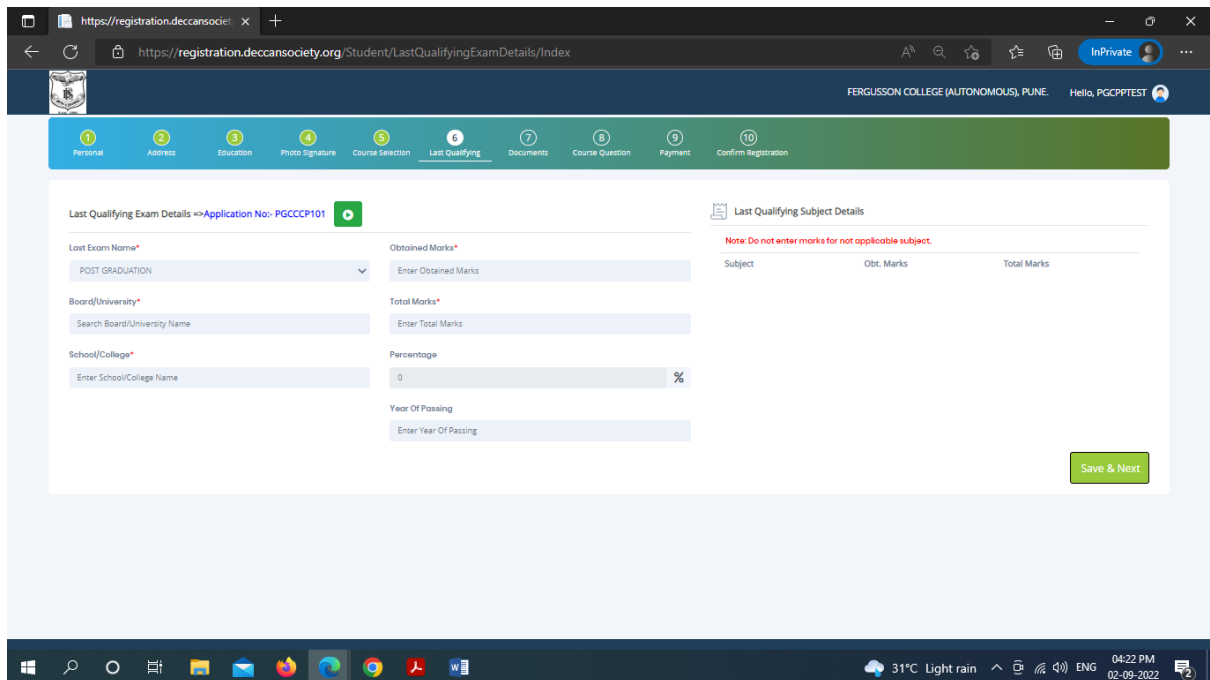 https://registration.deccansociet
https://registration.deccansociety.org/Student/LastQualifyingExamDetails/Index
InPrivate
FERGUSSON COLLEGE (AUTONOMOUS), PUNE.
Hello, PGCPPTEST
1 Personal
2 Address
3 Education
4 Photo Signature
5 Course Selection
6 Last Qualifying
7 Documents
8 Course Question
9 Payment
10 Confirm Registration
Last Qualifying Exam Details =>Application No:- PGCCCP101
Last Exam Name*
POST GRADUATION
Board/University*
Search Board/University Name
School/College*
Enter School/College Name
Obtained Marks*
Enter Obtained Marks
Total Marks*
Enter Total Marks
Percentage
0 %
Year Of Passing
Enter Year Of Passing
Last Qualifying Subject Details
Note: Do not enter marks for not applicable subject.
Subject Obt. Marks Total Marks
Save & Next
31°C Light rain
ENG
04:22 PM
02-09-2022
2